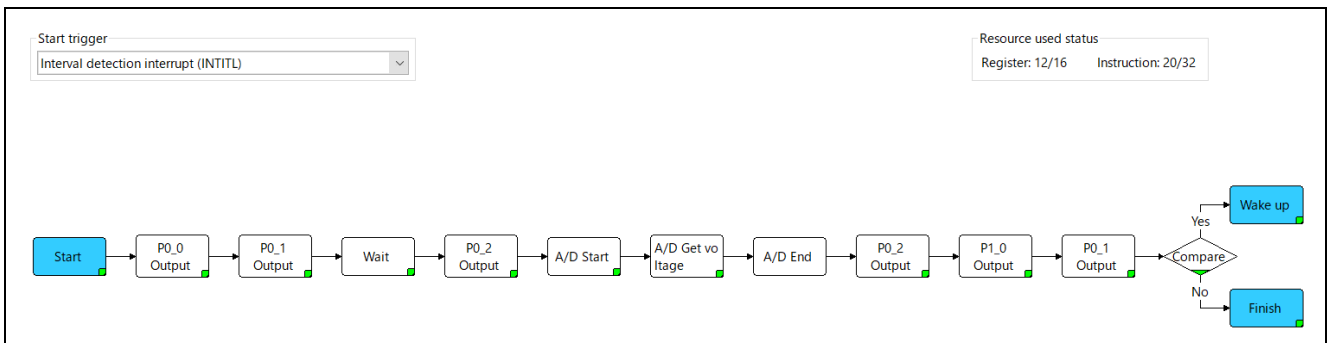 Start trigger
Interval detection interrupt (INTITL)
Resource used status
Register: 12/16 Instruction: 20/32
Start
P0_0
Output
P0_1
Output
Wait
P0_2
Output
A/D Start
A/D Get vo
ltage
A/D End
P0_2
Output
P1_0
Output
P0_1
Output
Compare
Yes
Wake up
No
Finish